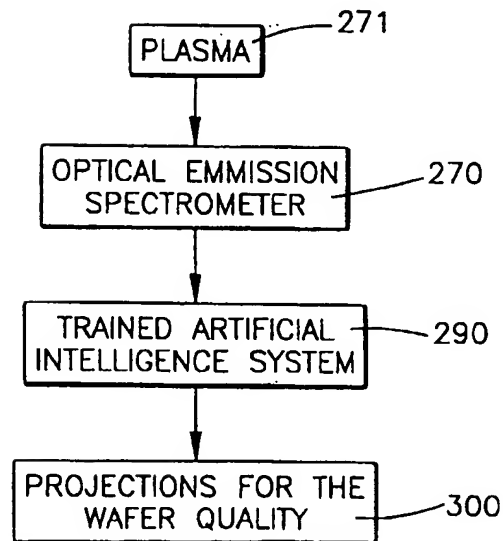 271
PLASMA
OPTICAL EMMISSION
SPECTROMETER
270
TRAINED ARTIFICIAL
INTELLIGENCE SYSTEM
290
PROJECTIONS FOR THE
WAFER QUALITY
300